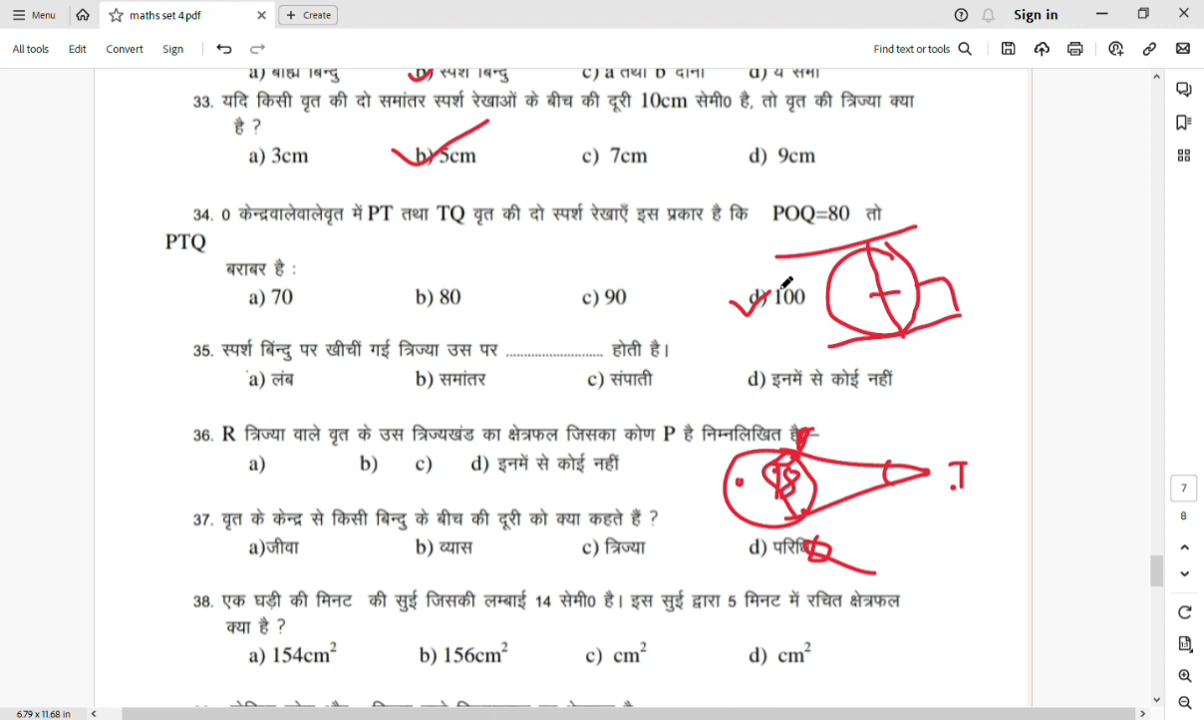 Menu maths set 4.pdf Create Sign in
All tools Edit Convert Sign Find text or tools
a) बाह्य बिन्दु b) स्पर्श बिन्दु c) a तथा b दोनो d) ये सभी
33. यदि किसी वृत की दो समांतर स्पर्श रेखाओं के बीच की दूरी 10cm सेमी0 है, तो वृत की त्रिज्या क्या
है ?
a) 3cm b) 5cm c) 7cm d) 9cm
34. 0 केन्द्रवालेवालेवृत में PT तथा TQ वृत की दो स्पर्श रेखाएँ इस प्रकार है कि POQ=80 तो
PTQ
बराबर है :
a) 70 b) 80 c) 90 d) 100
35. स्पर्श बिंन्दु पर खीचीं गई त्रिज्या उस पर .......................... होती है।
a) लंब b) समांतर c) संपाती d) इनमें से कोई नहीं
36. R त्रिज्या वाले वृत के उस त्रिज्यखंड का क्षेत्रफल जिसका कोण P है निम्नलिखित है–
a) b) c) d) इनमें से कोई नहीं
.T
37. वृत के केन्द्र से किसी बिन्दु के बीच की दूरी को क्या कहते हैं ?
a)जीवा b) व्यास c) त्रिज्या d) परिधि
38. एक घड़ी की मिनट की सुई जिसकी लम्बाई 14 सेमी0 है। इस सुई द्वारा 5 मिनट में रचित क्षेत्रफल
क्या है ?
a) 154cm² b) 156cm² c) cm² d) cm²
7
8
6.79 x 11.68 in